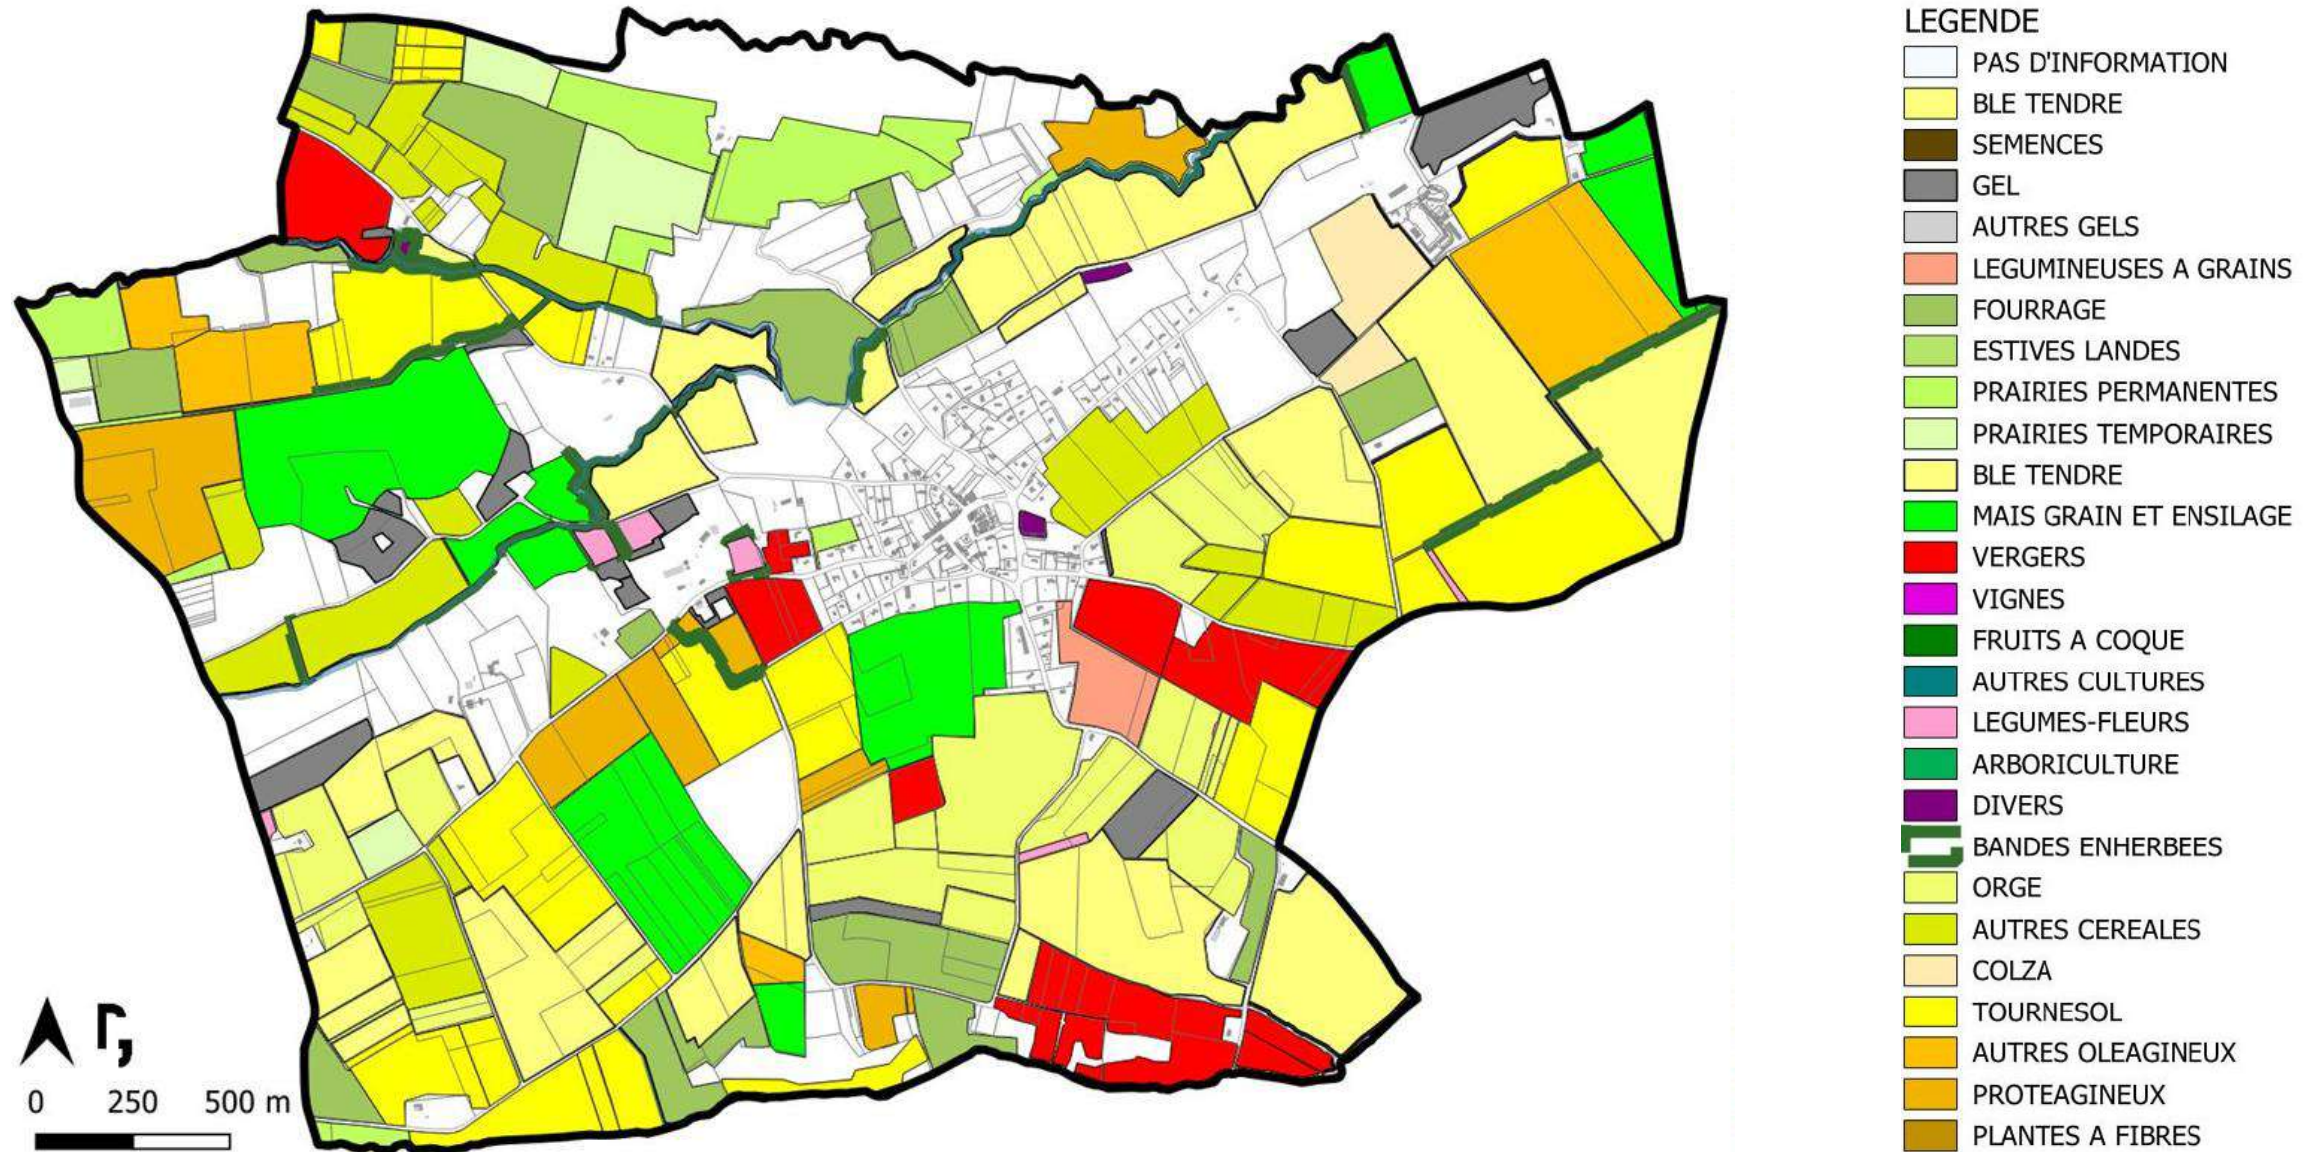 LEGENDE
PAS D'INFORMATION
BLE TENDRE
SEMENCES
GEL
AUTRES GELS
LEGUMINEUSES A GRAINS
FOURRAGE
ESTIVES LANDES
PRAIRIES PERMANENTES
PRAIRIES TEMPORAIRES
BLE TENDRE
MAIS GRAIN ET ENSILAGE
VERGERS
VIGNES
FRUITS A COQUE
AUTRES CULTURES
LEGUMES-FLEURS
ARBORICULTURE
DIVERS
BANDES ENHERBEES
ORGE
AUTRES CEREALES
COLZA
TOURNESOL
AUTRES OLEAGINEUX
PROTEAGINEUX
PLANTES A FIBRES
0 250 500 m